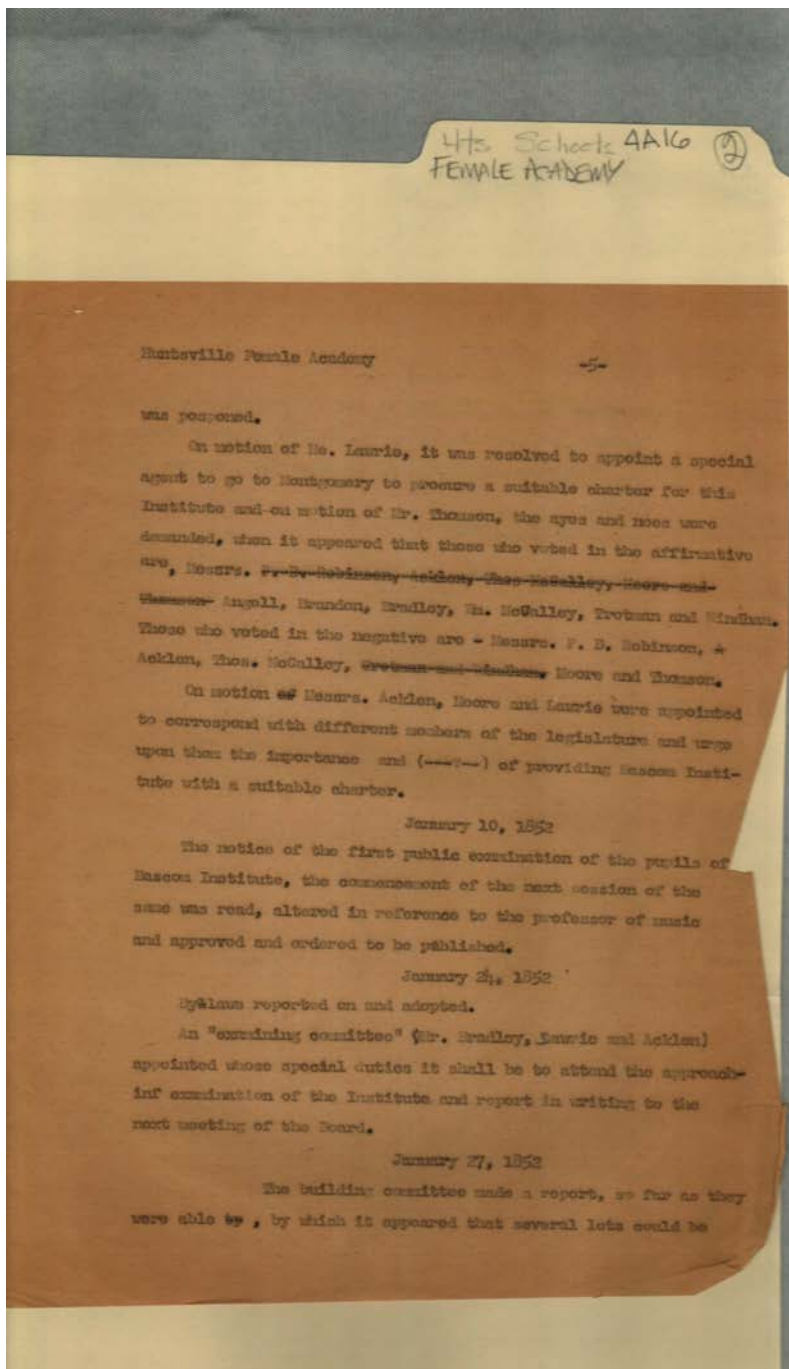 Hts Schools 4A16 2
FEMALE ACADEMY
Huntsville Female Academy -5-
was posponed.
On motion of Mr. Laurie, it was resolved to appoint a special
agent to go to Montgomery to procure a suitable charter for this
Institute and on motion of Mr. Thomson, the ayes and noes were
demanded, when it appeared that those who voted in the affirmative
are, Messrs. P. B. Robinson, Acklen, Thos McCalley, Moore and
Thomson Angell, Brandon, Bradley, Wm. McCalley, Trotman and Windham.
Those who voted in the negative are - Messrs. P. B. Robinson, A
Acklen, Thos. McCalley, Trotman and Windham, Moore and Thomson.
On motion of Messrs. Acklen, Moore and Laurie were appointed
to correspond with different members of the legislature and urge
upon them the importance and (---?--) of providing Bascom Insti-
tute with a suitable charter.
January 10, 1852
The notice of the first public examination of the pupils of
Bascom Institute, the commencement of the next session of the
same was read, altered in reference to the professor of music
and approved and ordered to be published.
January 24, 1852
By-laws reported on and adopted.
An "examining committee" (Mr. Bradley, Laurie and Acklen)
appointed whose special duties it shall be to attend the approach-
inf examination of the Institute and report in writing to the
next meeting of the Board.
January 27, 1852
The building committee made a report, so far as they
were able , by which it appeared that several lots could be